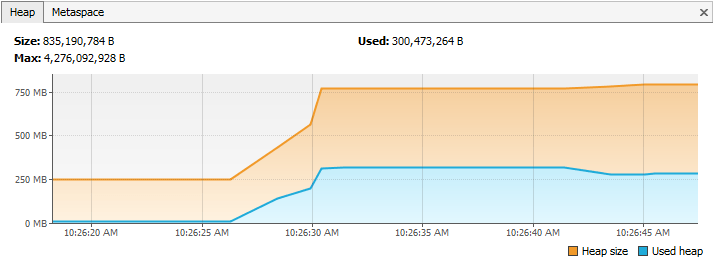 Heap Metaspace
Size: 835,190,784 B Used: 300,473,264 B
Max: 4,276,092,928 B
750 MB
500 MB
250 MB
0 MB
10:26:20 AM 10:26:25 AM 10:26:30 AM 10:26:35 AM 10:26:40 AM 10:26:45 AM
Heap size Used heap